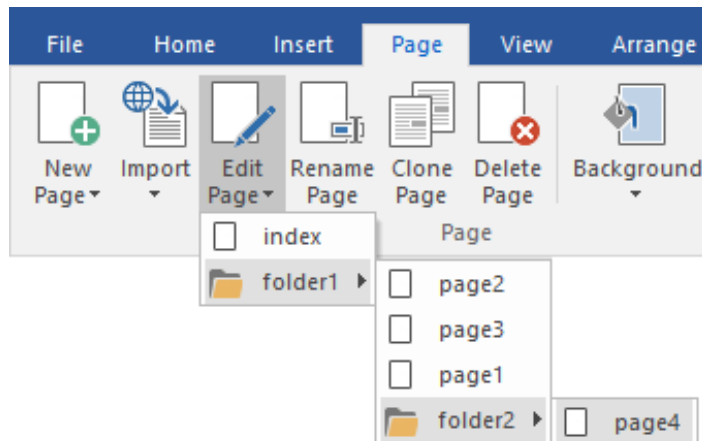 File Home Insert Page View Arrange
New Page Import Edit Page Rename Page Clone Page Delete Page Background
index Page
folder1
page2
page3
page1
folder2 page4